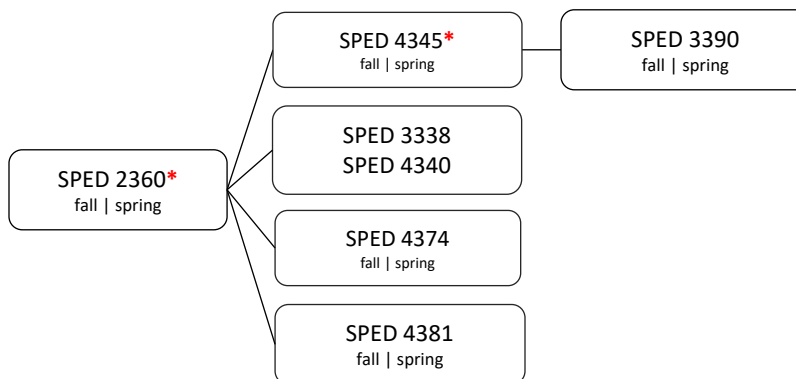 SPED 4345*
fall | spring
SPED 3390
fall | spring
SPED 3338
SPED 4340
SPED 2360*
fall | spring
SPED 4374
fall | spring
SPED 4381
fall | spring